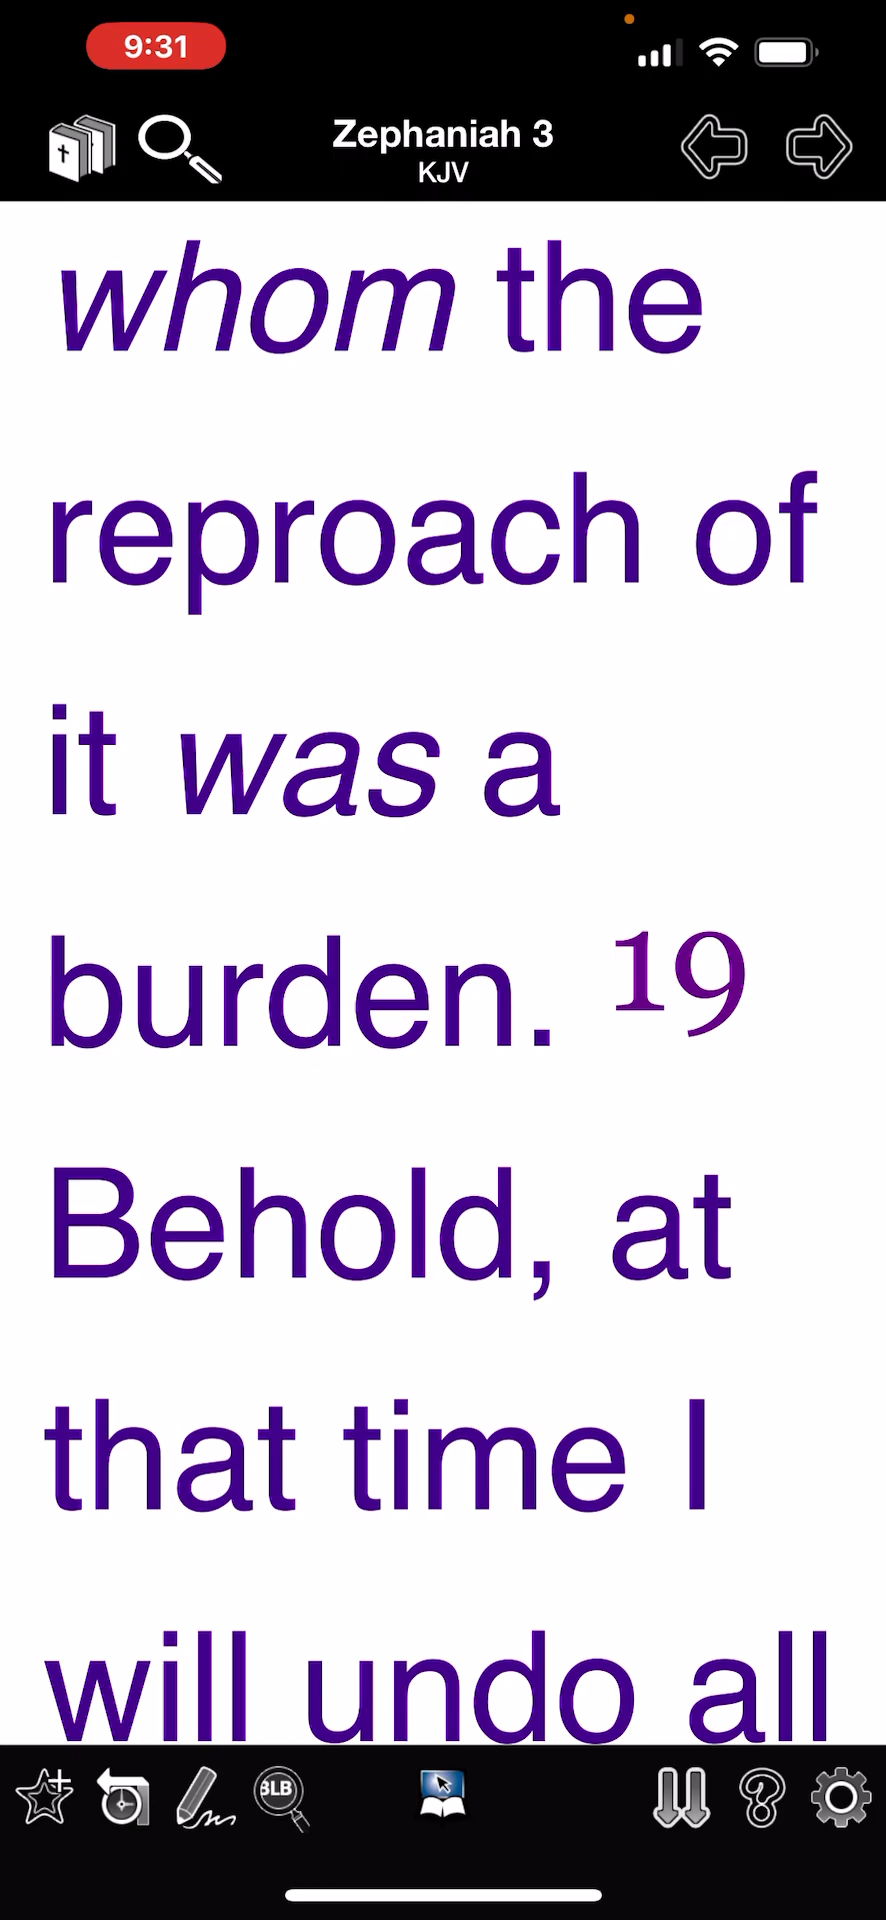 9:31
Zephaniah 3
KJV
whom the
reproach of
it was a
burden. 19
Behold, at
that time I
will undo all
BLB